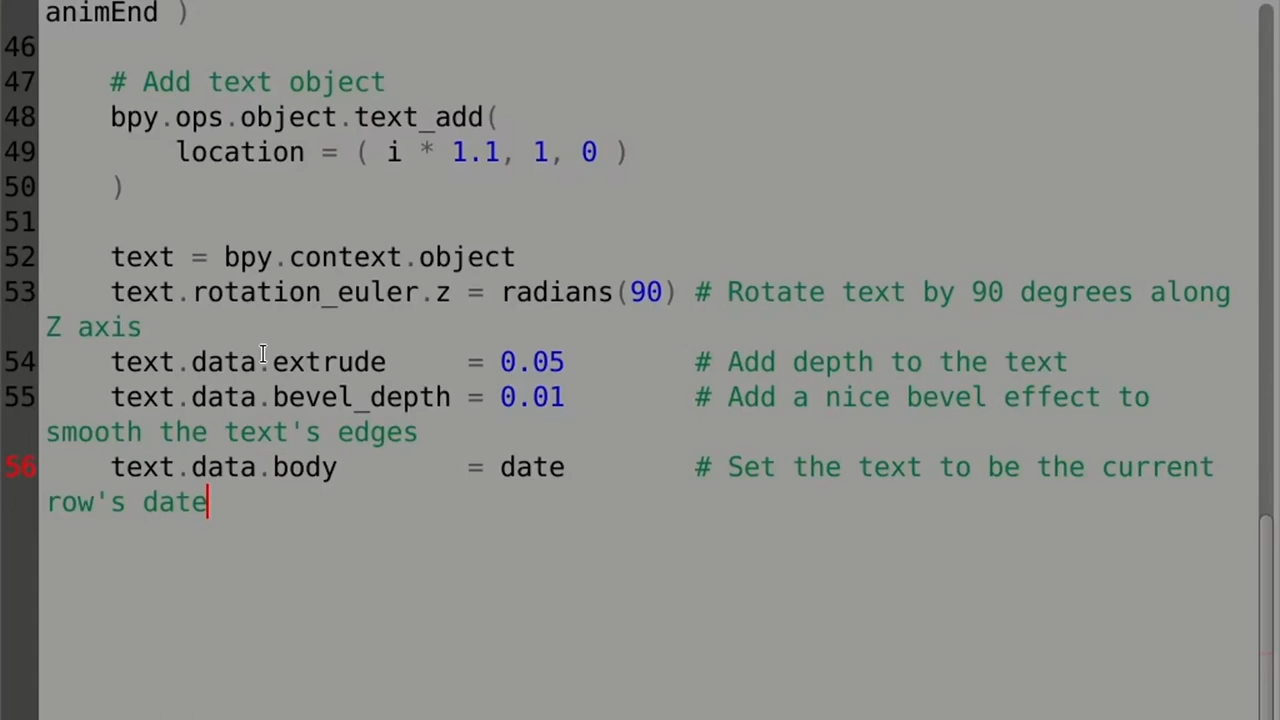 animEnd )
46
47 # Add text object
48 bpy.ops.object.text_add(
49 location = ( i * 1.1, 1, 0 )
50 )
51
52 text = bpy.context.object
53 text.rotation_euler.z = radians(90) # Rotate text by 90 degrees along
Z axis
54 text.data.extrude = 0.05 # Add depth to the text
55 text.data.bevel_depth = 0.01 # Add a nice bevel effect to
smooth the text's edges
56 text.data.body = date # Set the text to be the current
row's date